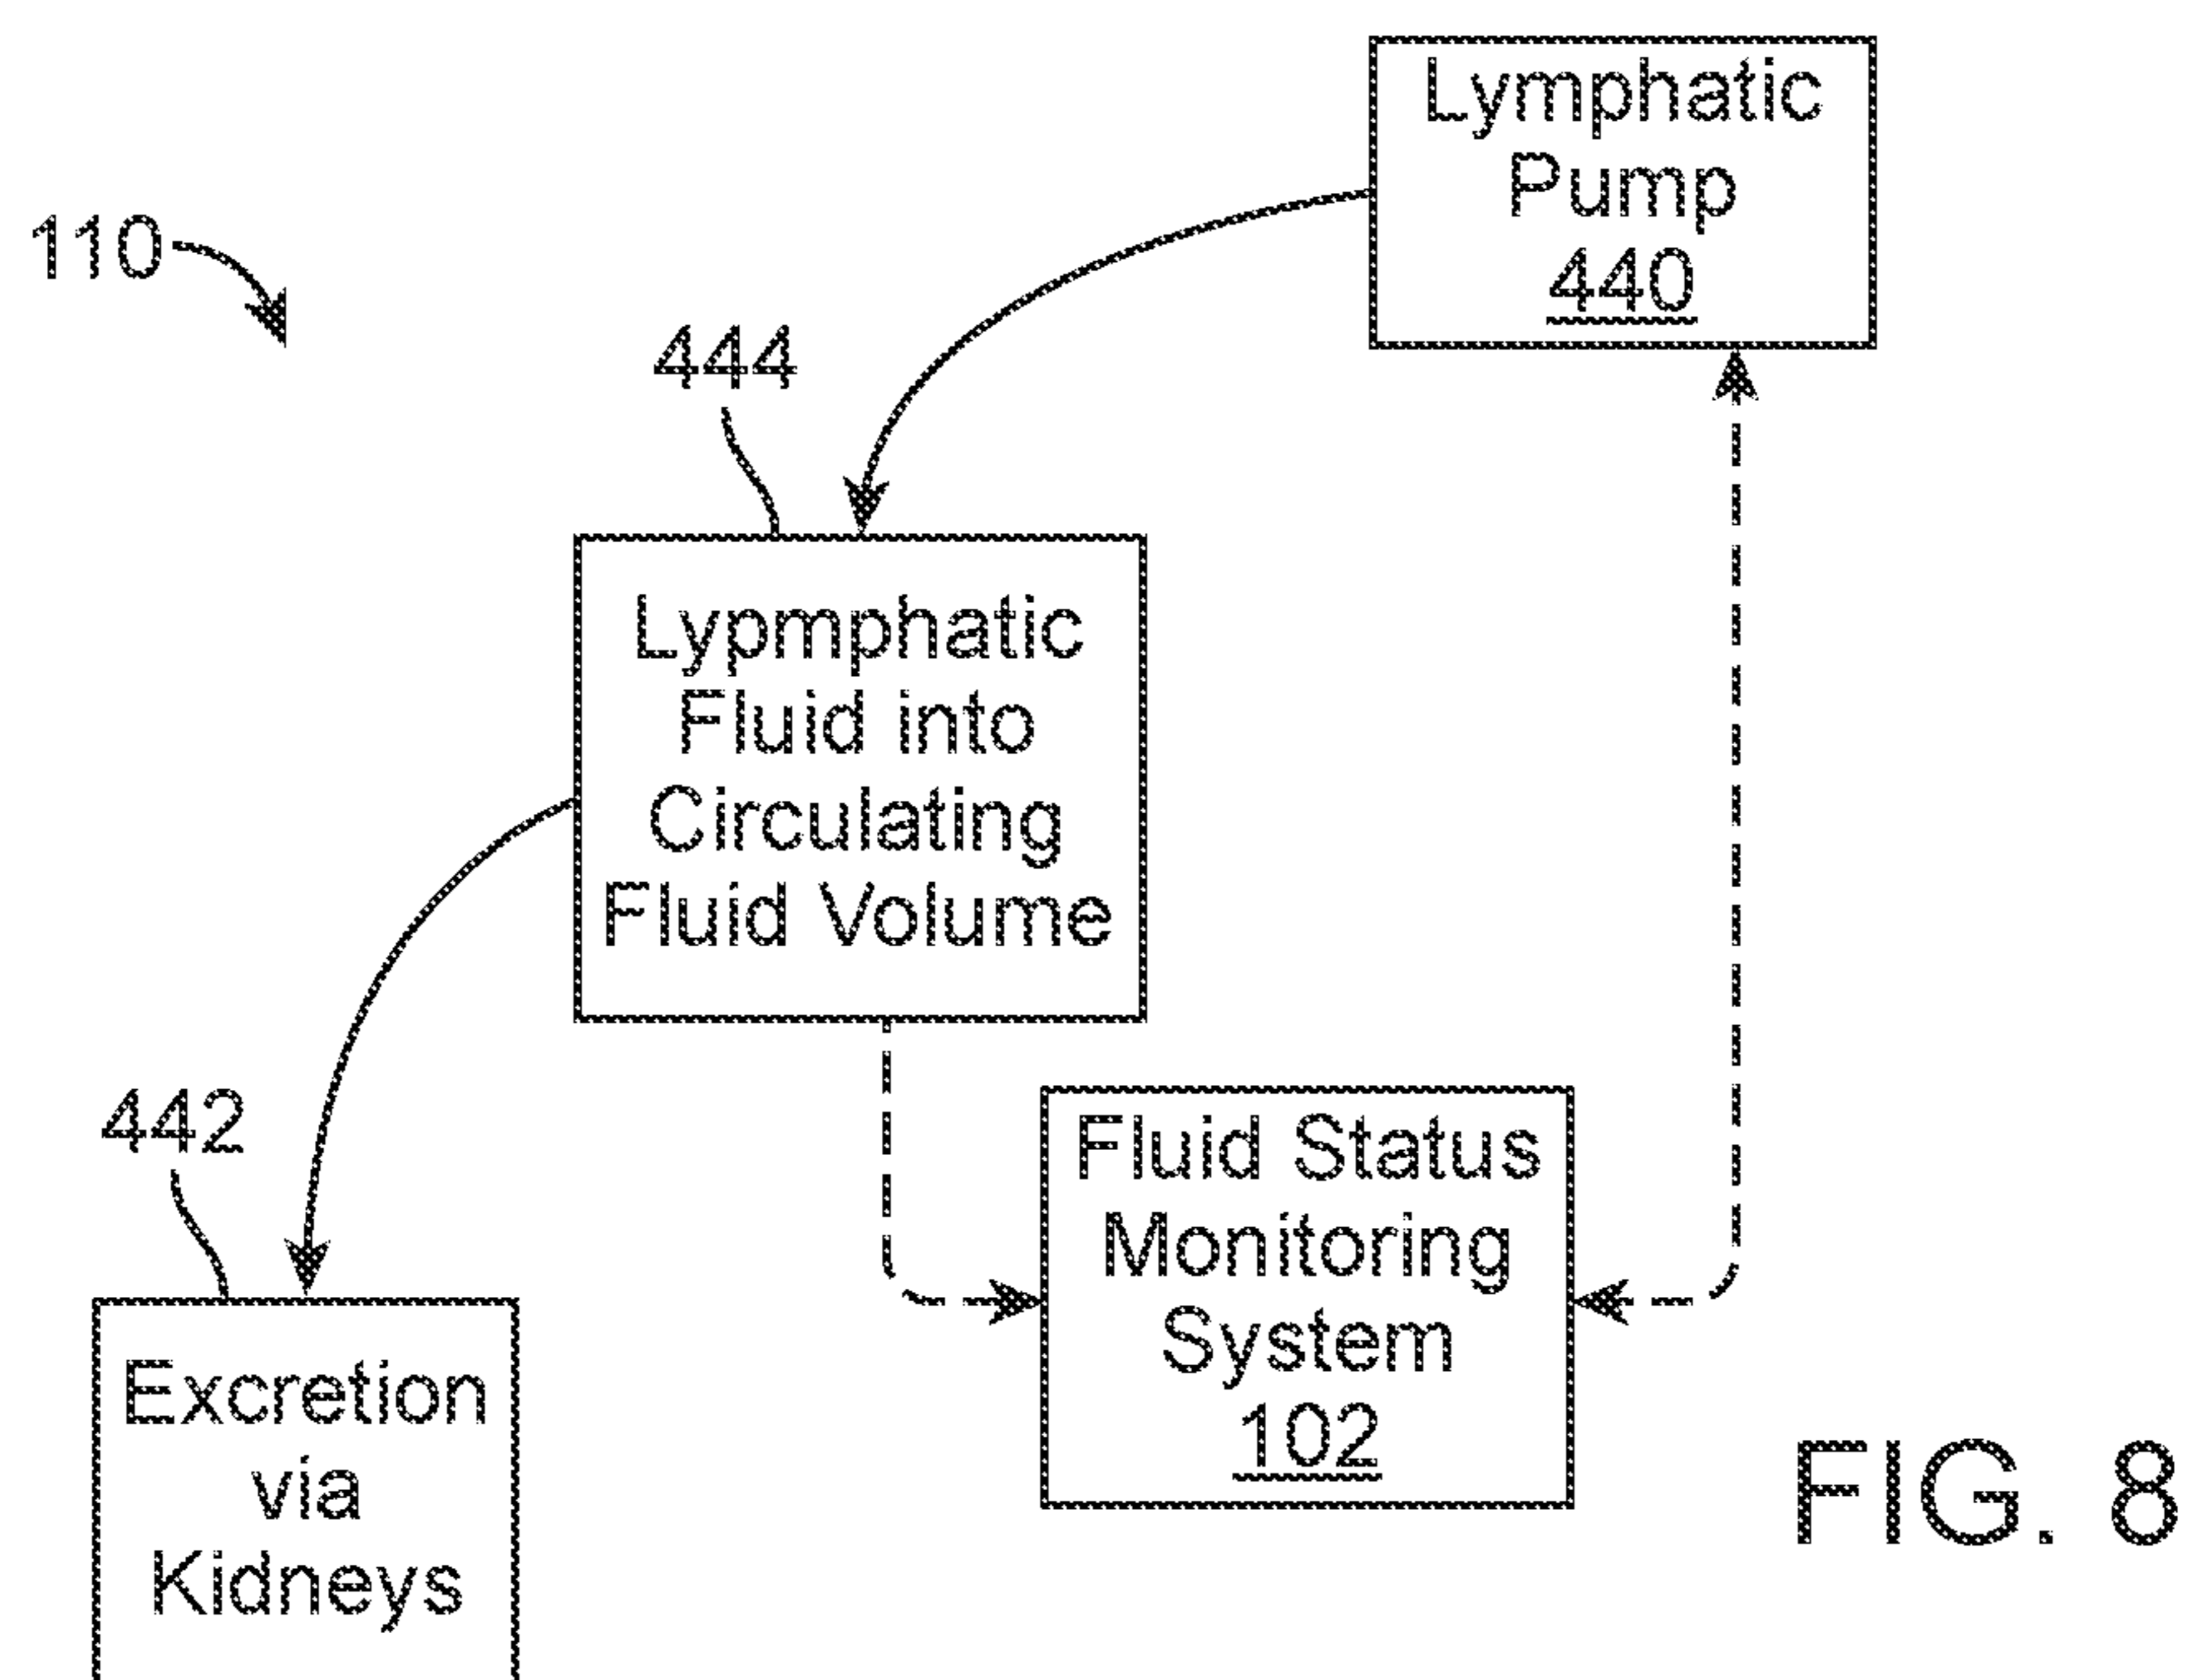 Lymphatic
Pump
440
110
444
Lypmphatic
Fluid into
Circulating
Fluid Volume
442
Fluid Status
Monitoring
System
102
Excretion
via
Kidneys
FIG. 8